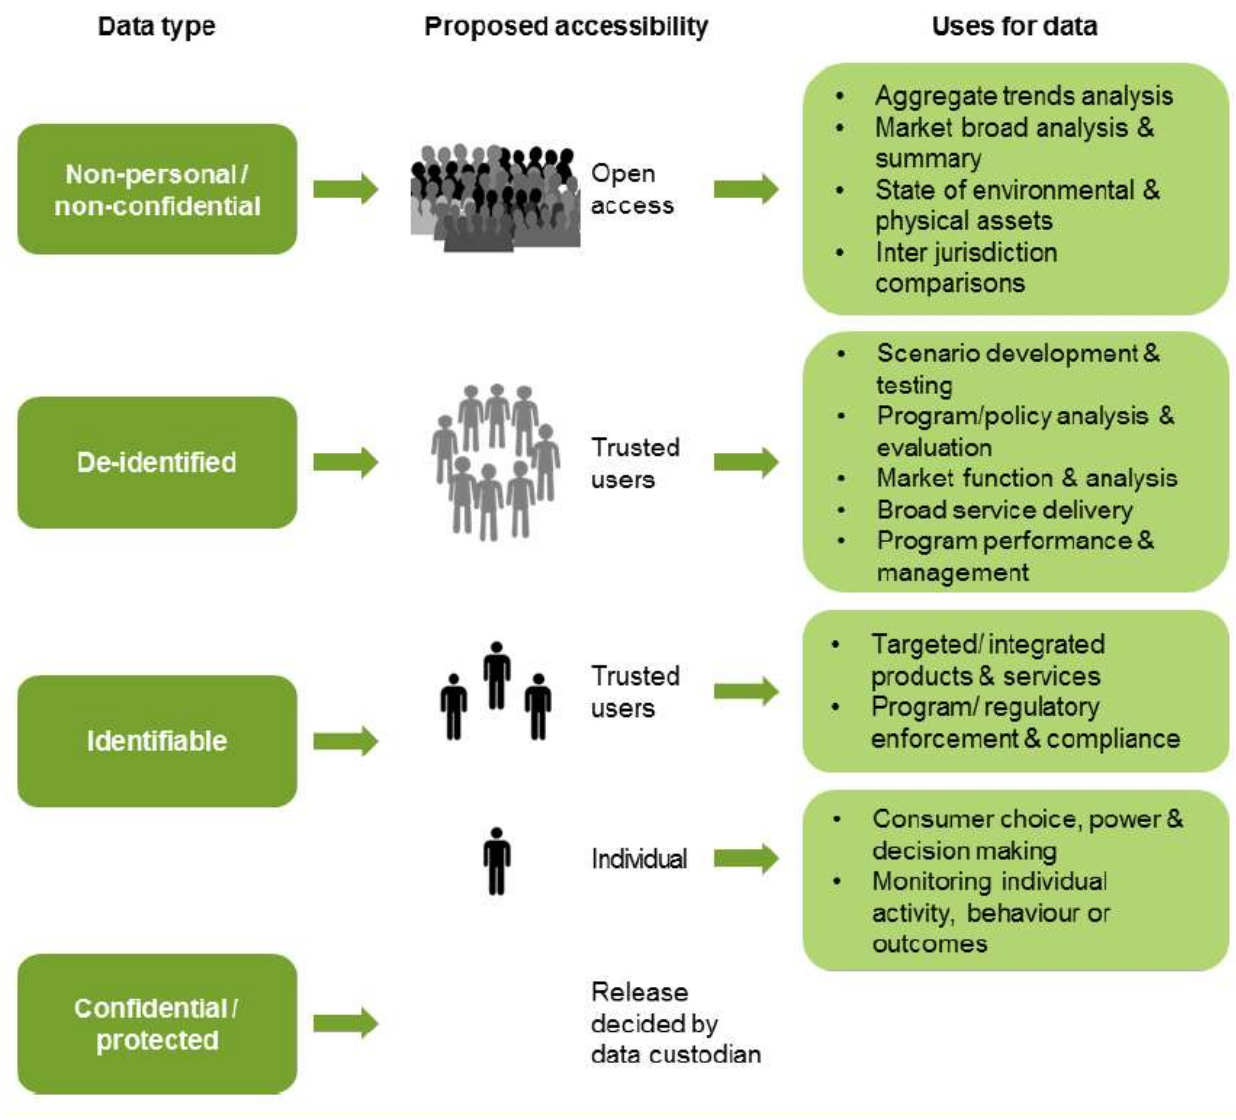 Data type
Proposed accessibility
Uses for data
Non-personal /
non-confidential
Open
access
• Aggregate trends analysis
• Market broad analysis &
summary
• State of environmental &
physical assets
• Inter jurisdiction
comparisons
De-identified
Trusted
users
• Scenario development &
testing
• Program/policy analysis &
evaluation
• Market function & analysis
• Broad service delivery
• Program performance &
management
Identifiable
Trusted
users
• Targeted/ integrated
products & services
• Program/ regulatory
enforcement & compliance
Individual
• Consumer choice, power &
decision making
• Monitoring individual
activity, behaviour or
outcomes
Confidential /
protected
Release
decided by
data custodian